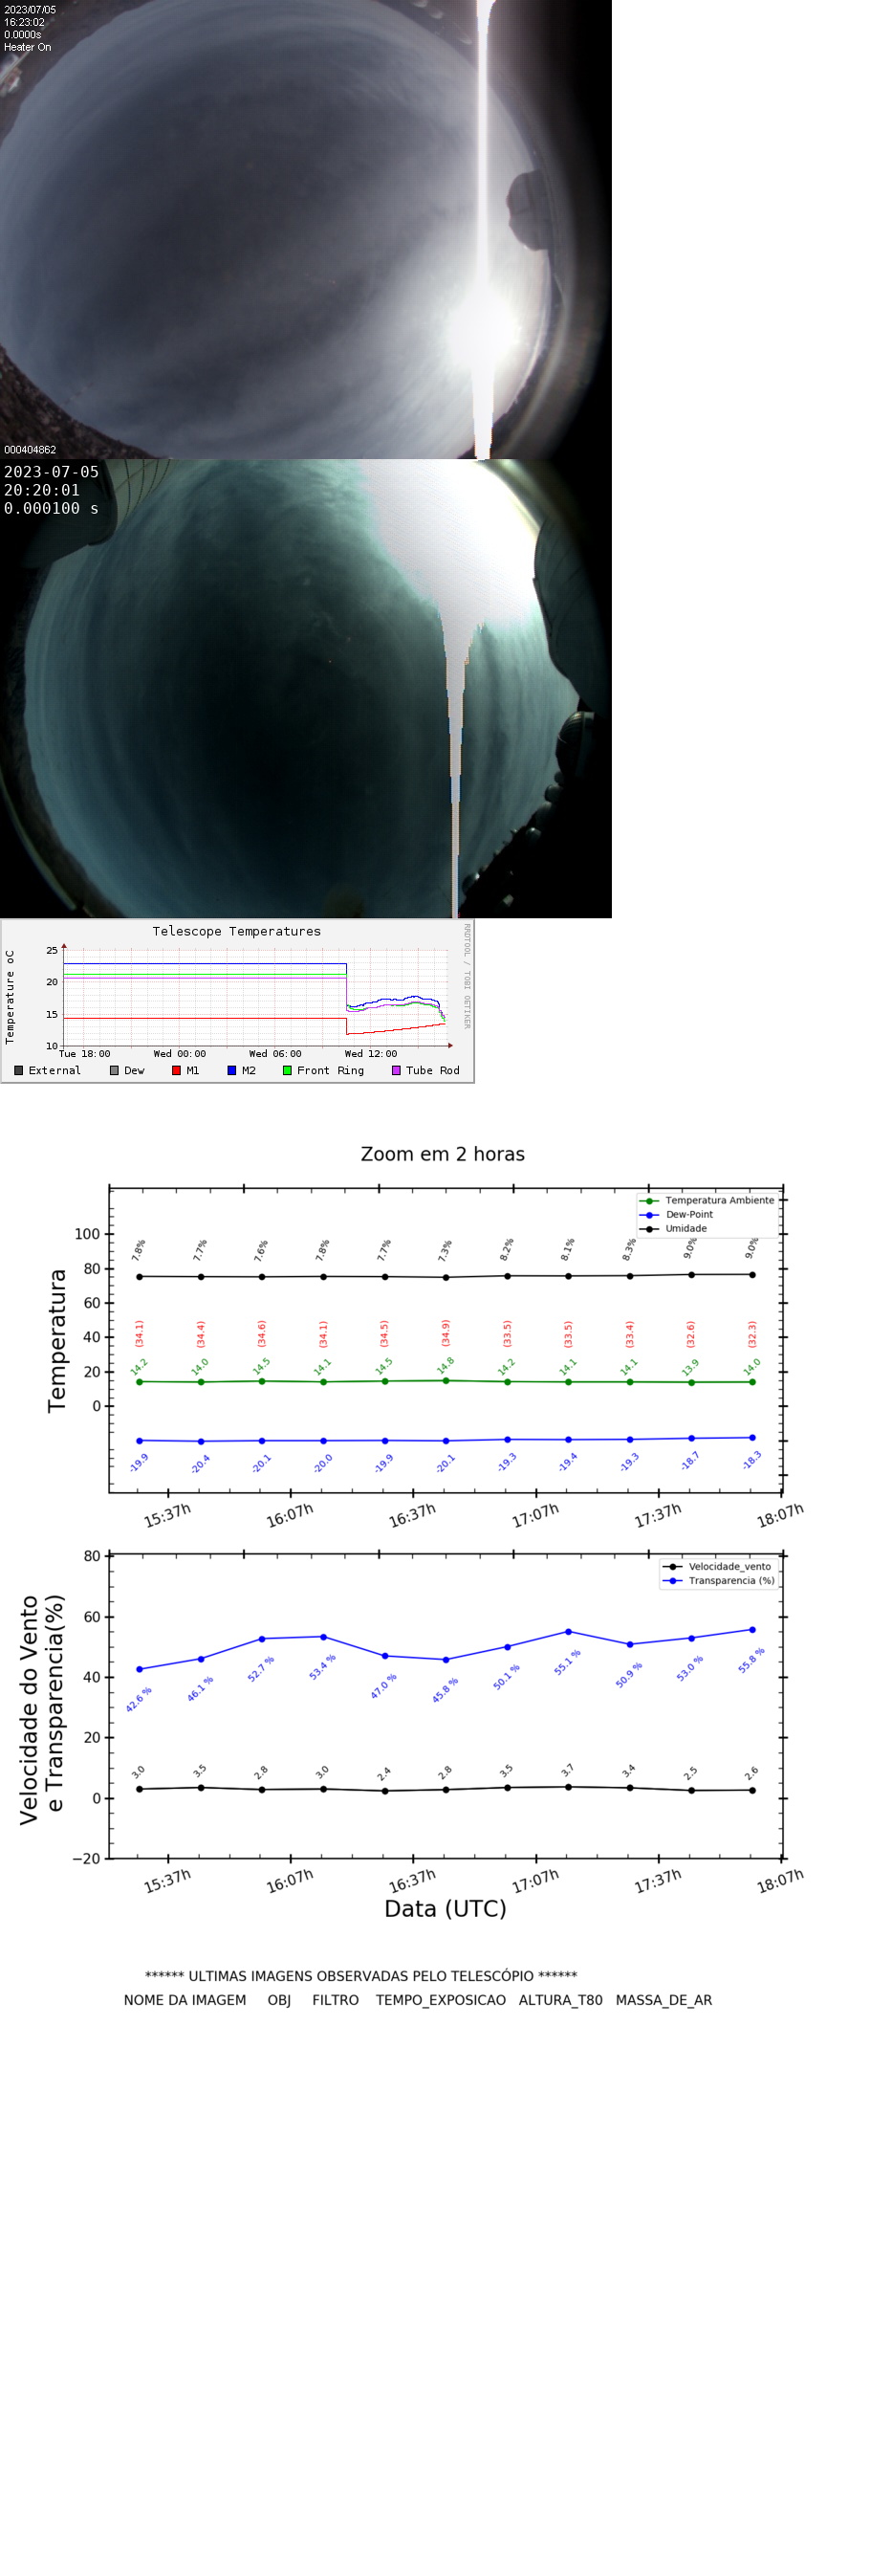 2023/07/05
16:23:02
0.0000s
Heater On
000404862
2023-07-05
20:20:01
0.000100 s
Telescope Temperatures
RRDTOOL / TOBI OETIKER
Temperature oC
25
20
15
10
Tue 18:00 Wed 00:00 Wed 06:00 Wed 12:00
External Dew M1 M2 Front Ring Tube Rod
Zoom em 2 horas
Temperatura
Temperatura Ambiente
Dew-Point
Umidade
100
80
60
40
20
0
7.8% 7.7% 7.6% 7.8% 7.7% 7.3% 8.2% 8.1% 8.3% 9.0% 9.0%
(34.1) (34.4) (34.6) (34.1) (34.5) (34.9) (33.5) (33.5) (33.4) (32.6) (32.3)
14.2 14.0 14.5 14.1 14.5 14.8 14.2 14.1 14.1 13.9 14.0
-19.9 -20.4 -20.1 -20.0 -19.9 -20.1 -19.3 -19.4 -19.3 -18.7 -18.3
15:37h 16:07h 16:37h 17:07h 17:37h 18:07h
Velocidade do Vento
e Transparencia(%)
Velocidade_vento
Transparencia (%)
80
60
40
20
0
−20
42.6 % 46.1 % 52.7 % 53.4 % 47.0 % 45.8 % 50.1 % 55.1 % 50.9 % 53.0 % 55.8 %
3.0 3.5 2.8 3.0 2.4 2.8 3.5 3.7 3.4 2.5 2.6
15:37h 16:07h 16:37h 17:07h 17:37h 18:07h
Data (UTC)
****** ULTIMAS IMAGENS OBSERVADAS PELO TELESCÓPIO ******
NOME DA IMAGEM OBJ FILTRO TEMPO_EXPOSICAO ALTURA_T80 MASSA_DE_AR